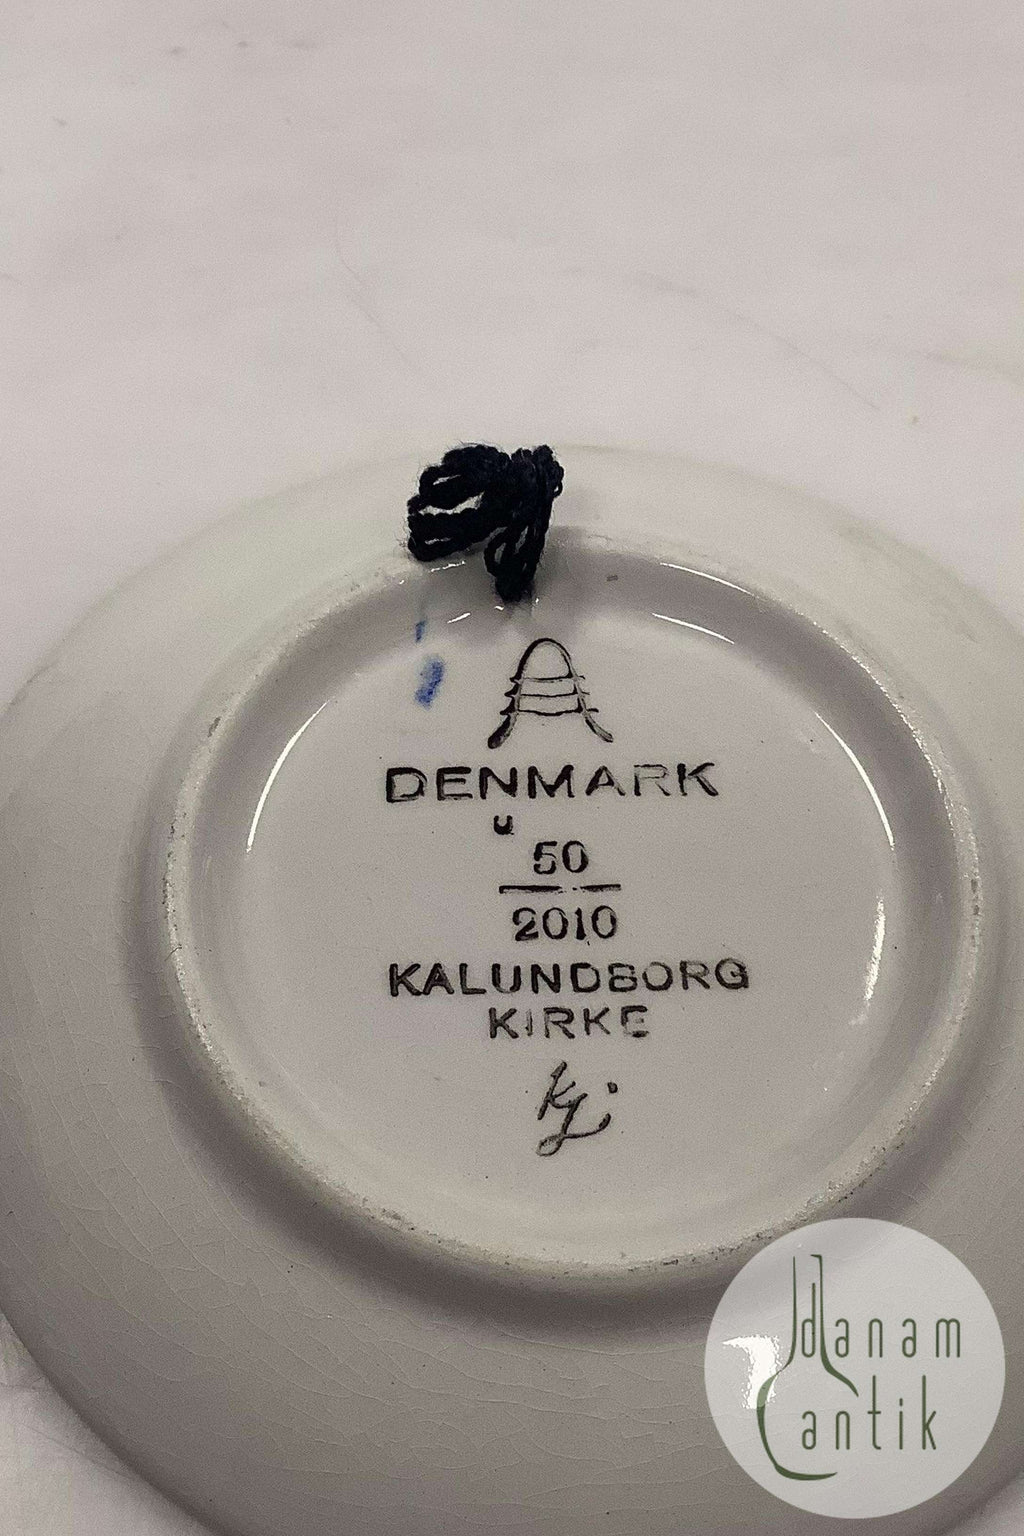 DENMARK
u
50
2010
KALUNDBORG
KIRKE
danam
antik